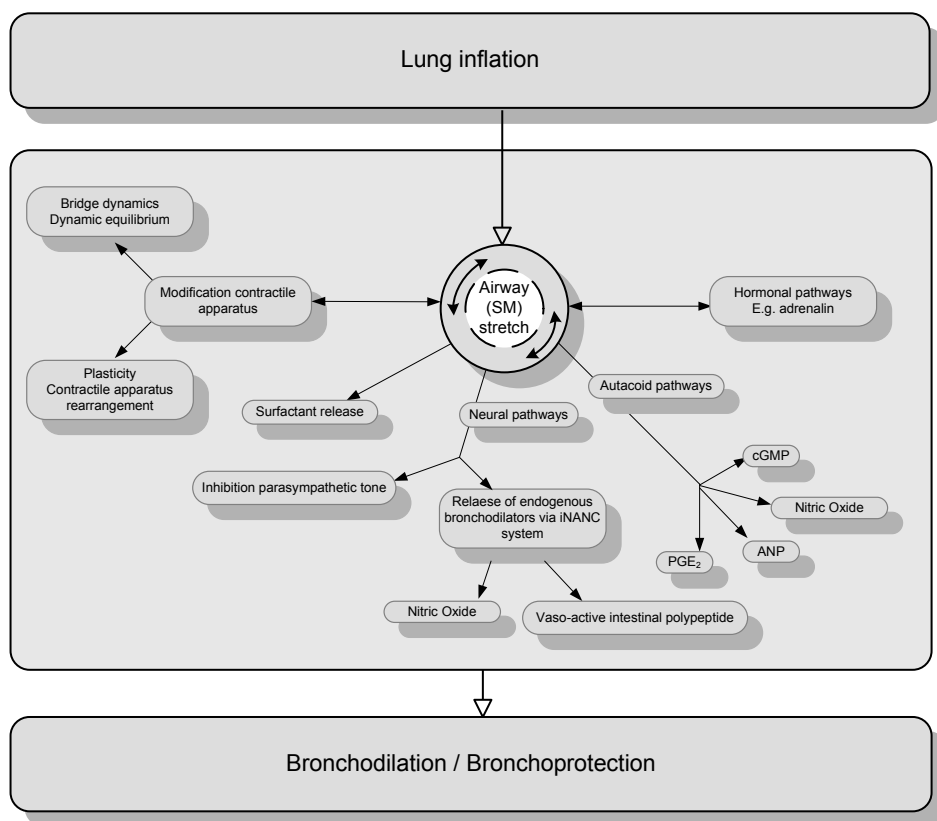 Lung inflation
Bridge dynamics
Dynamic equilibrium
Modification contractile
apparatus
Airway
(SM)
stretch
Hormonal pathways
E.g. adrenalin
Plasticity
Contractile apparatus
rearrangement
Autacoid pathways
Surfactant release
Neural pathways
cGMP
Inhibition parasympathetic tone
Relaese of endogenous
bronchodilators via iNANC
system
Nitric Oxide
ANP
PGE₂
Nitric Oxide
Vaso-active intestinal polypeptide
Bronchodilation / Bronchoprotection